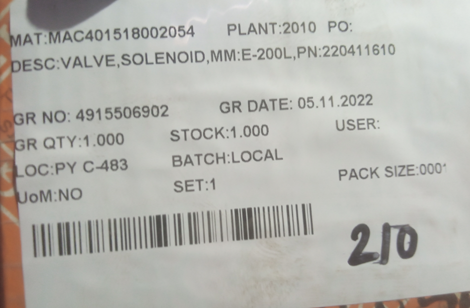 MAT:MAC401518002054 PLANT:2010 PO:
DESC:VALVE,SOLENOID,MM:E-200L,PN:220411610
GR NO: 4915506902 GR DATE: 05.11.2022
GR QTY:1.000 STOCK:1.000 USER:
LOC:PY C-483 BATCH:LOCAL
UoM:NO SET:1 PACK SIZE:0001
210